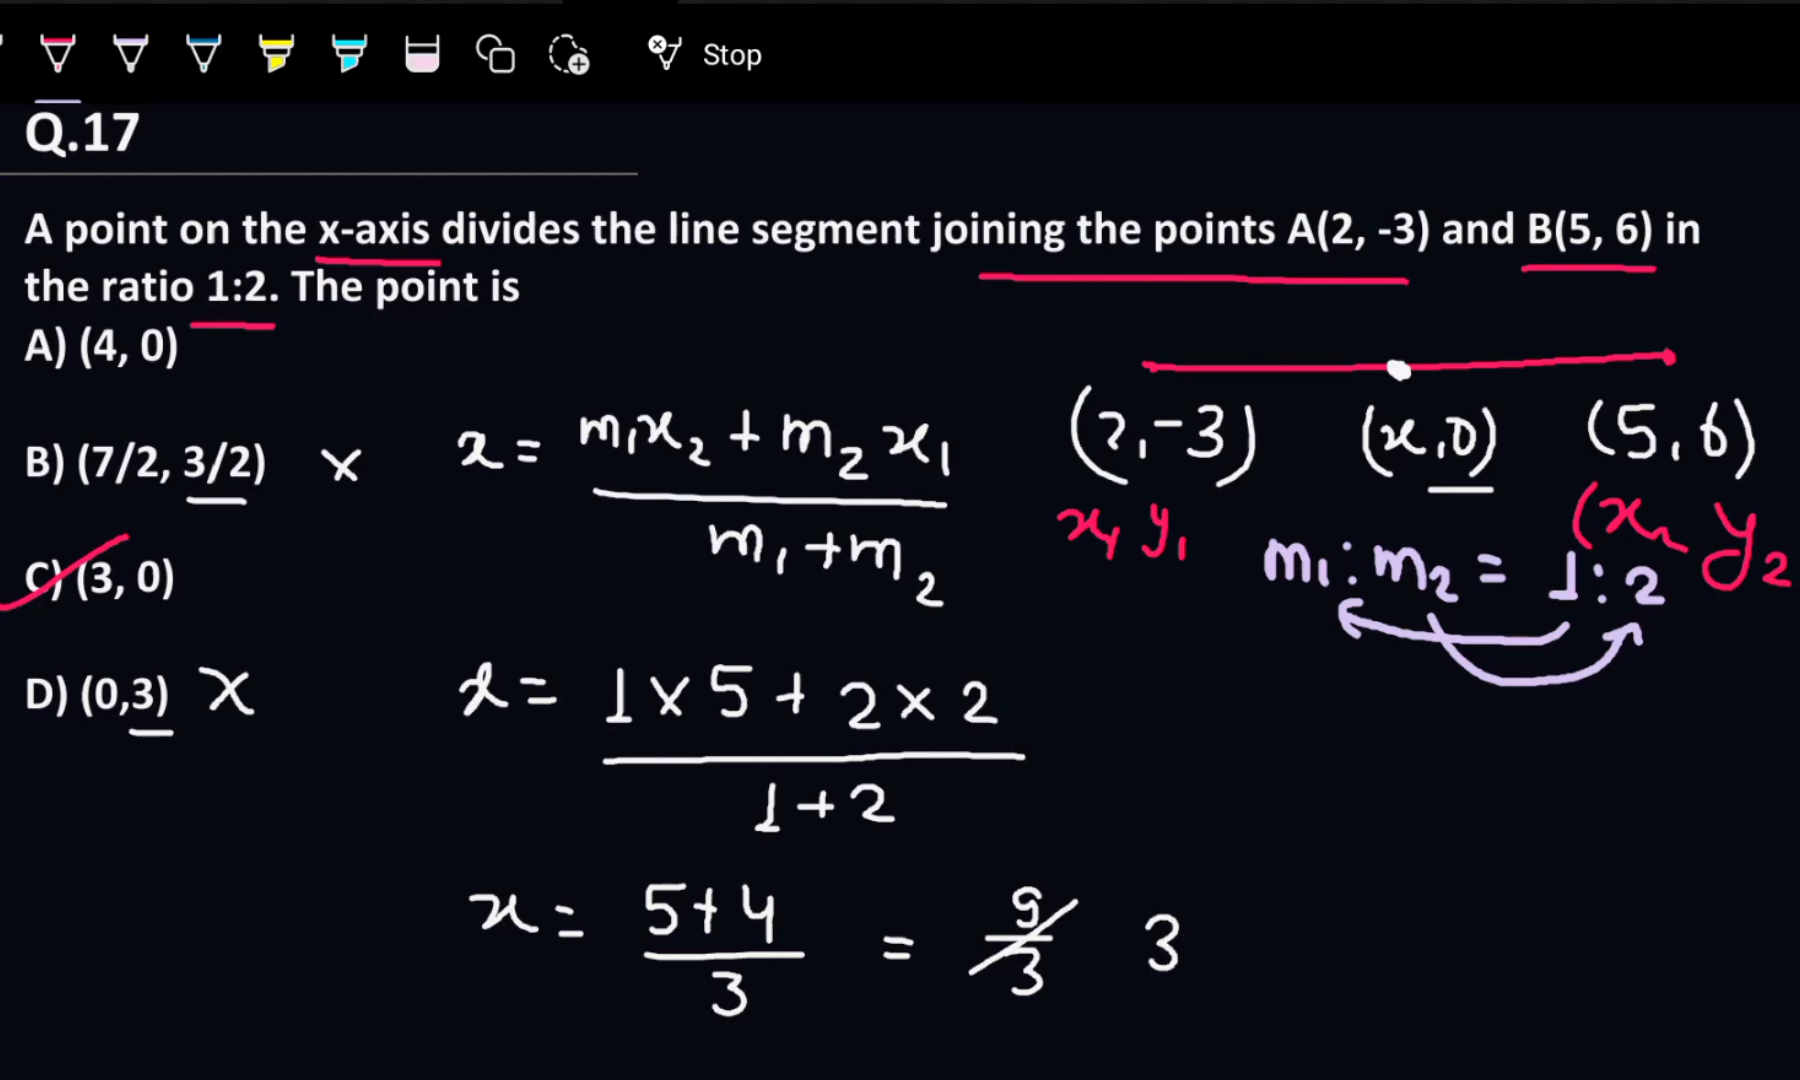 Stop
Q.17
A point on the x-axis divides the line segment joining the points A(2, -3) and B(5, 6) in
the ratio 1:2. The point is
A) (4, 0)
B) (7/2, 3/2) ×
C) (3, 0)
D) (0,3) ×
x = m₁x₂ + m₂x₁
m₁ + m₂
x = 1 × 5 + 2 × 2
1 + 2
x = 5 + 4 = 9 3
3 3
(2, -3) (x, 0) (5, 6)
x₁ y₁ (x₂ y₂
m₁ : m₂ = 1 : 2